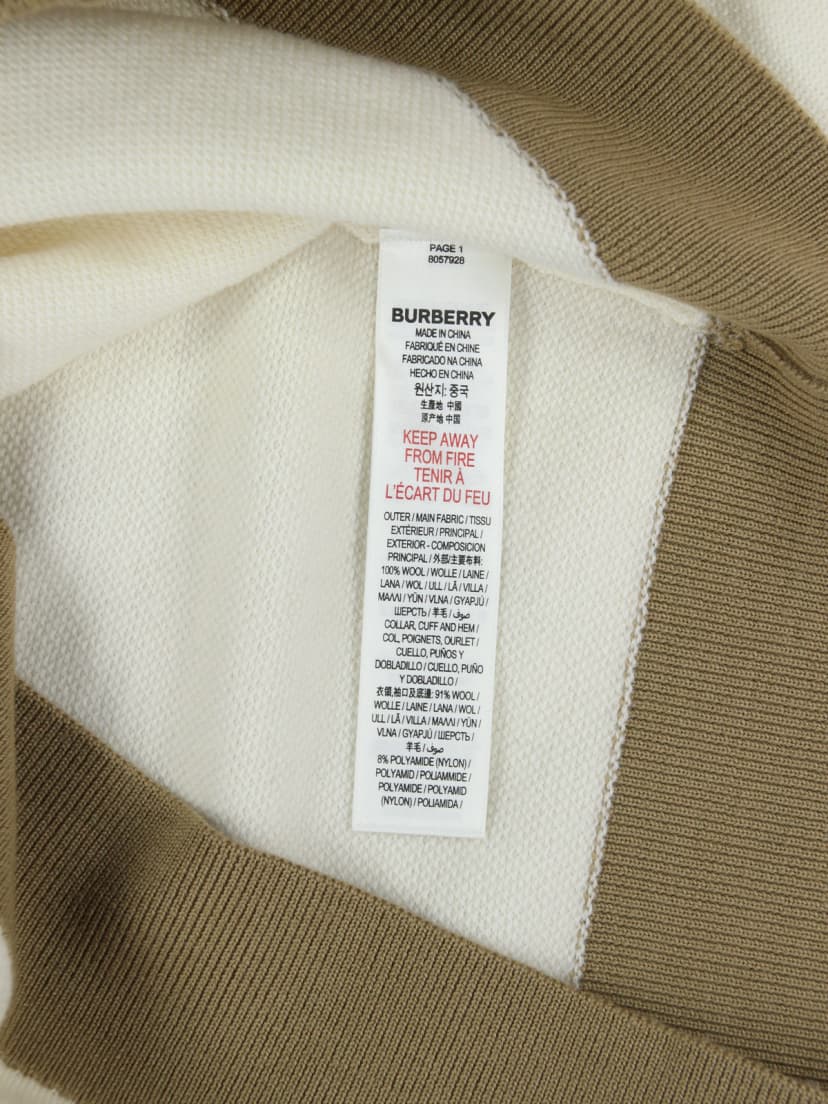 PAGE 1
8057928
BURBERRY
MADE IN CHINA
FABRIQUÉ EN CHINE
FABRICADO NA CHINA
HECHO EN CHINA
원산지: 중국
生產地 中國
原产地 中国
KEEP AWAY
FROM FIRE
TENIR À
L'ÉCART DU FEU
OUTER / MAIN FABRIC / TISSU
EXTÉRIEUR / PRINCIPAL /
EXTERIOR - COMPOSICION
PRINCIPAL / 外部/主要布料:
100% WOOL / WOLLE / LAINE /
LANA / WOL / ULL / LÃ / VILLA /
ΜΑΛΛΙ / YÜN / VLNA / GYAPJÚ /
ШЕРСТЬ / 羊毛 / صوف /
COLLAR, CUFF AND HEM /
COL, POIGNETS, OURLET /
CUELLO, PUÑOS Y
DOBLADILLO / CUELLO, PUÑO
Y DOBLADILLO /
衣領,袖口及底邊: 91% WOOL /
WOLLE / LAINE / LANA / WOL /
ULL / LÃ / VILLA / ΜΑΛΛΙ / YÜN /
VLNA / GYAPJÚ / ШЕРСТЬ /
羊毛 / صوف /
8% POLYAMIDE (NYLON) /
POLYAMID / POLIAMMIDE /
POLYAMIDE / POLYAMID
(NYLON) / POLIAMIDA /